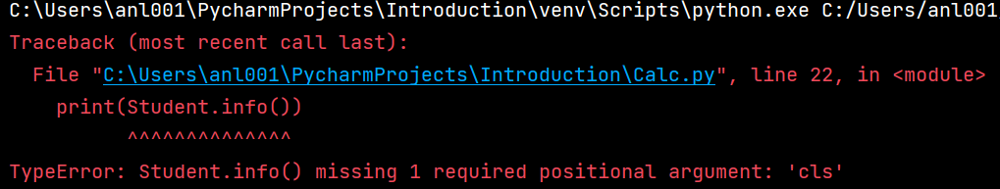 C:\Users\anl001\PycharmProjects\Introduction\venv\Scripts\python.exe C:/Users/anl001
Traceback (most recent call last):
  File "C:\Users\anl001\PycharmProjects\Introduction\Calc.py", line 22, in <module>
    print(Student.info())
          ^^^^^^^^^^^^^^
TypeError: Student.info() missing 1 required positional argument: 'cls'